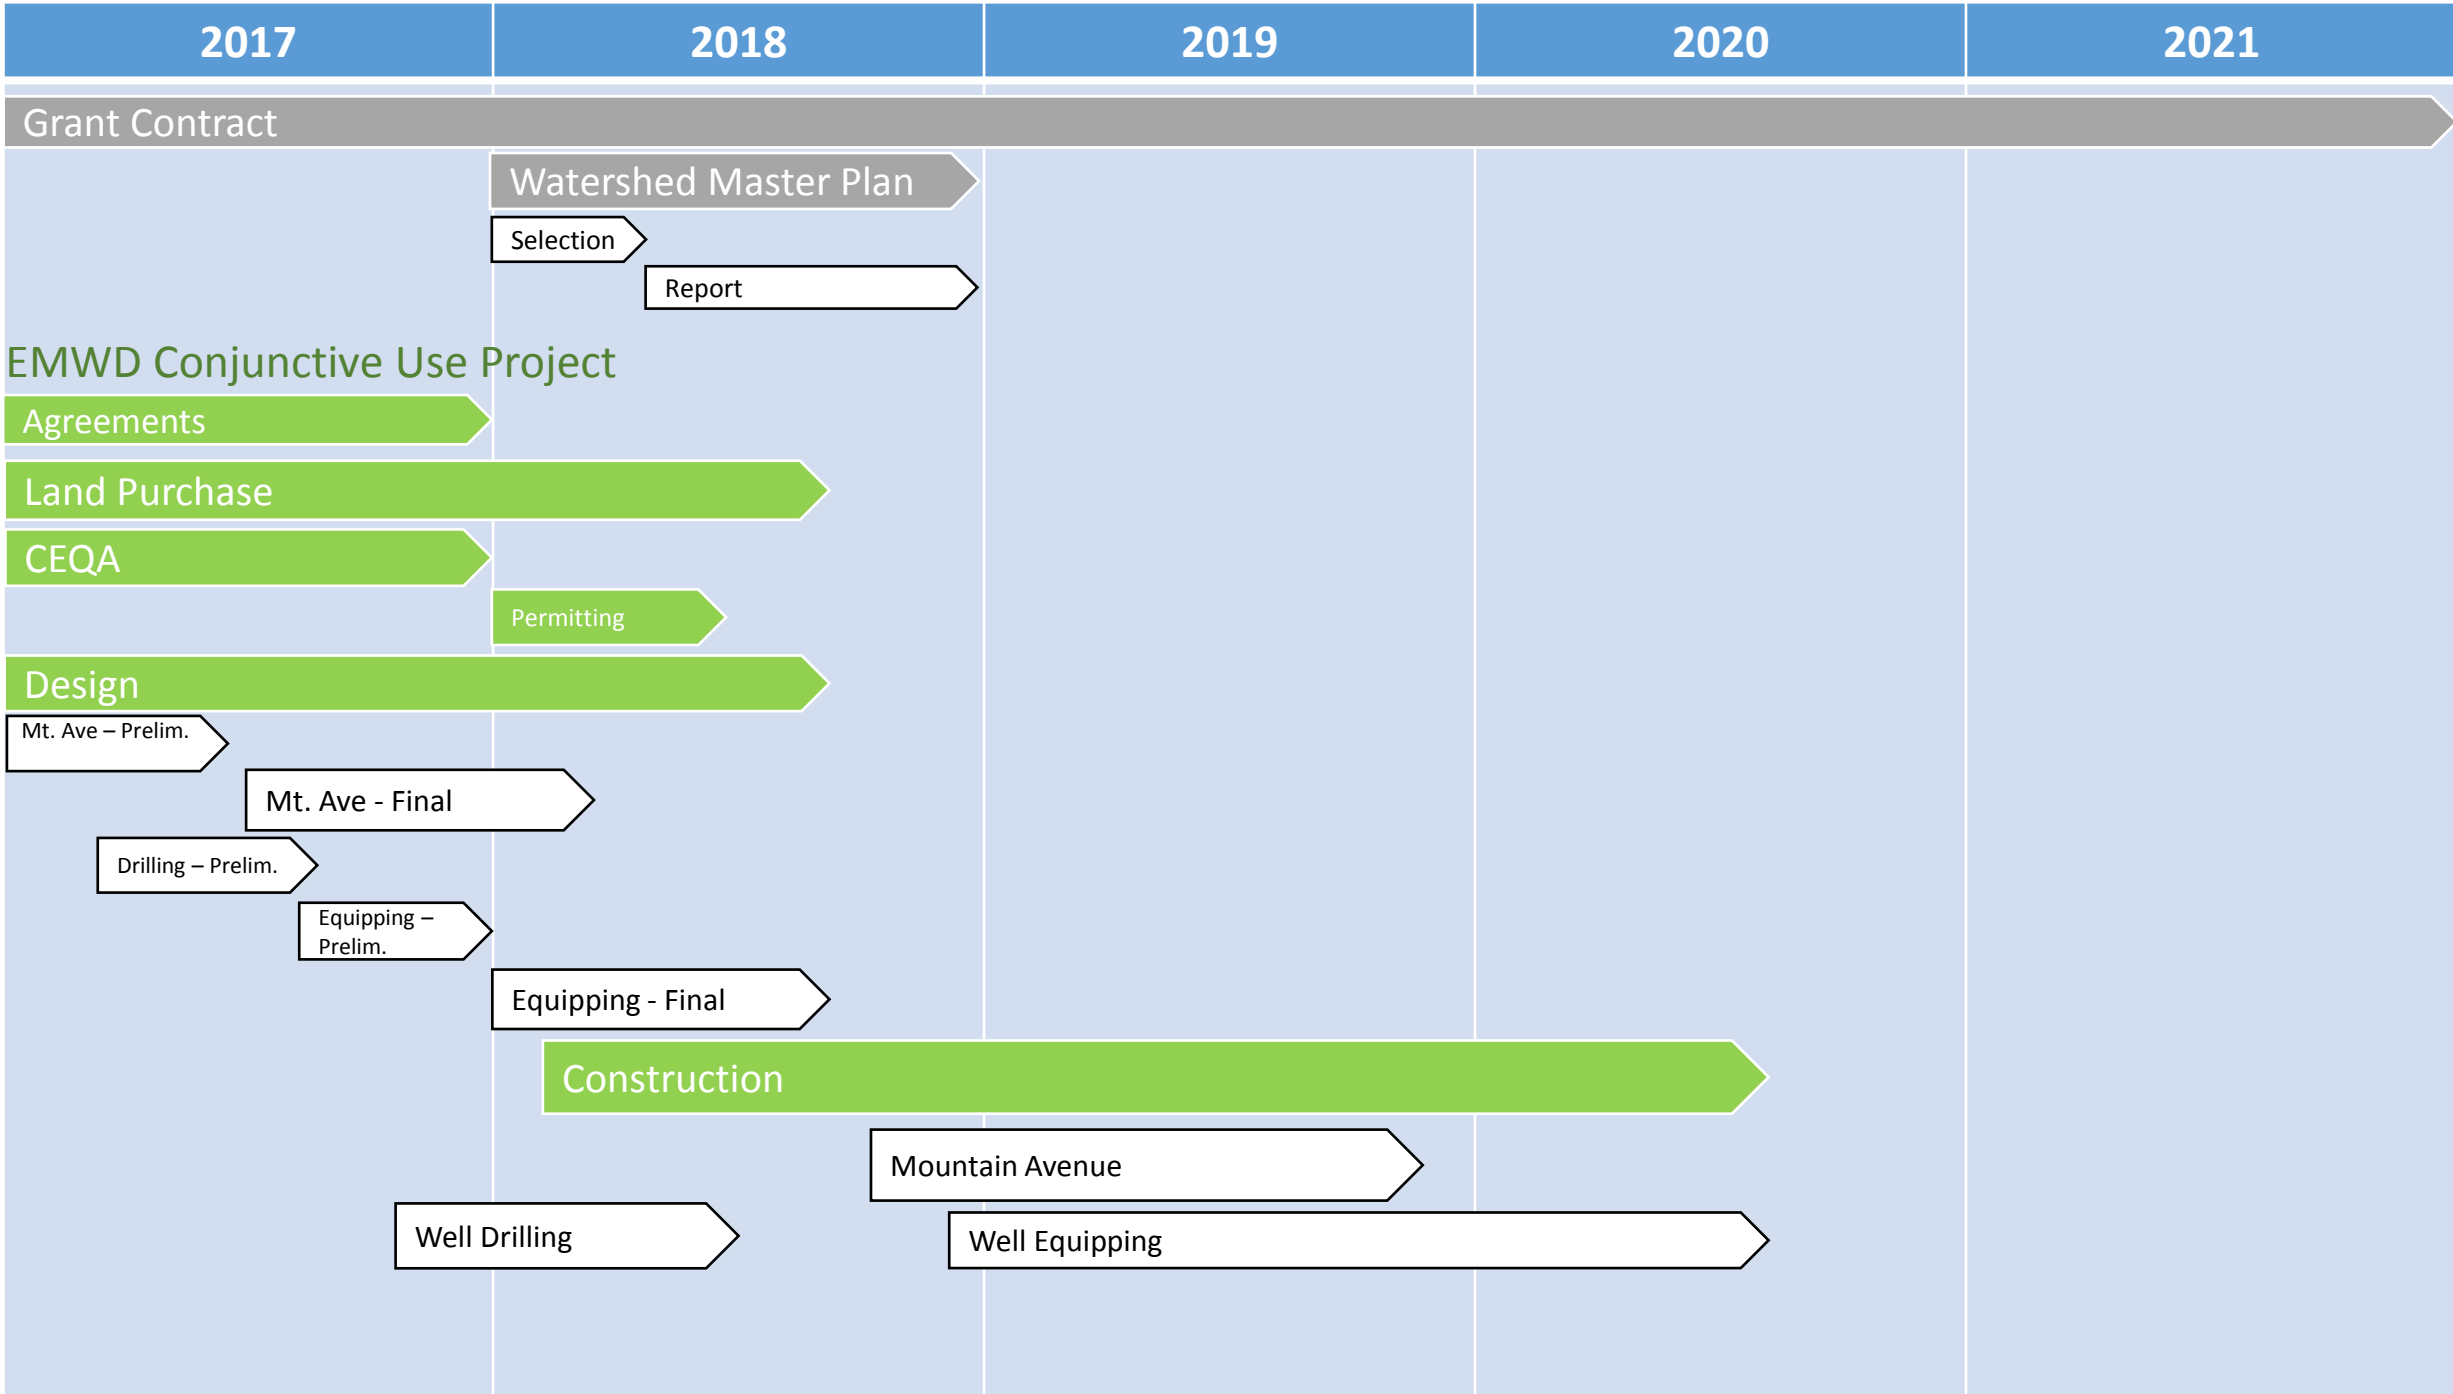 2017 2018 2019 2020 2021
Grant Contract
Watershed Master Plan
Selection
Report
EMWD Conjunctive Use Project
Agreements
Land Purchase
CEQA
Permitting
Design
Mt. Ave – Prelim.
Mt. Ave - Final
Drilling – Prelim.
Equipping –
Prelim.
Equipping - Final
Construction
Mountain Avenue
Well Drilling
Well Equipping